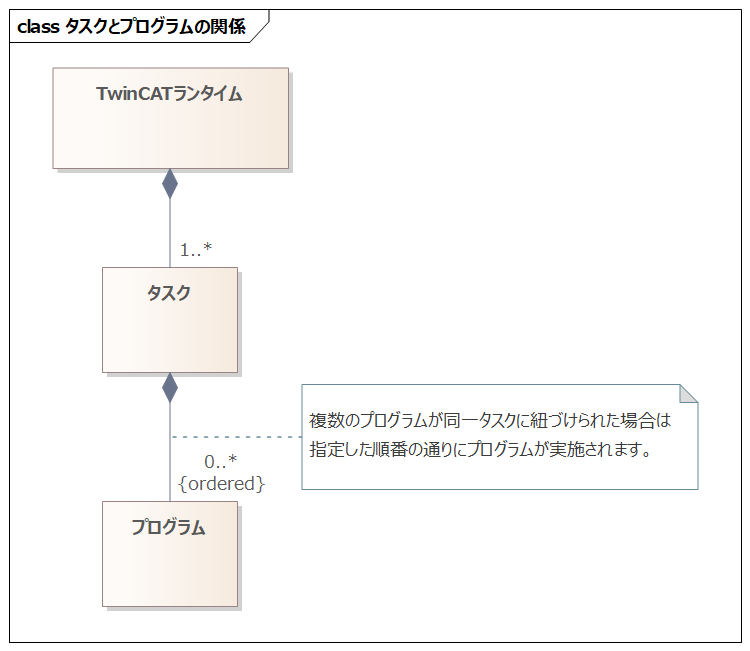 class タスクとプログラムの関係
TwinCATランタイム
1..*
タスク
複数のプログラムが同一タスクに紐づけられた場合は
指定した順番の通りにプログラムが実施されます。
0..*
{ordered}
プログラム